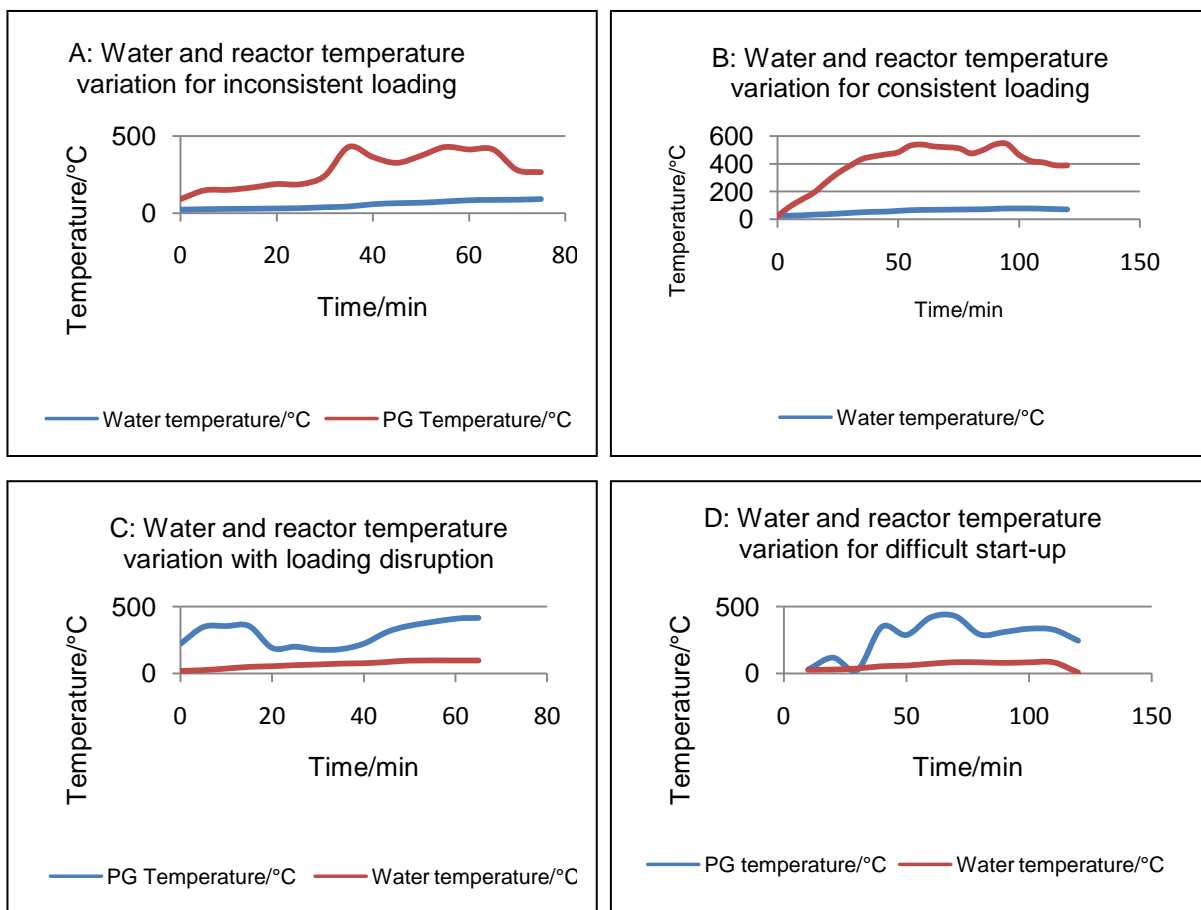 A: Water and reactor temperature
variation for inconsistent loading
Temperature/°C
500
0
0 20 40 60 80
Time/min
Water temperature/°C PG Temperature/°C
B: Water and reactor temperature
variation for consistent loading
Temperature/°C
600
400
200
0
0 50 100 150
Time/min
Water temperature/°C
C: Water and reactor temperature
variation with loading disruption
Temperature/°C
500
0
0 20 40 60 80
Time/min
PG Temperature/°C Water temperature/°C
D: Water and reactor temperature
variation for difficult start-up
Temperature/°C
500
0
0 50 100 150
Time/min
PG temperature/°C Water temperature/°C